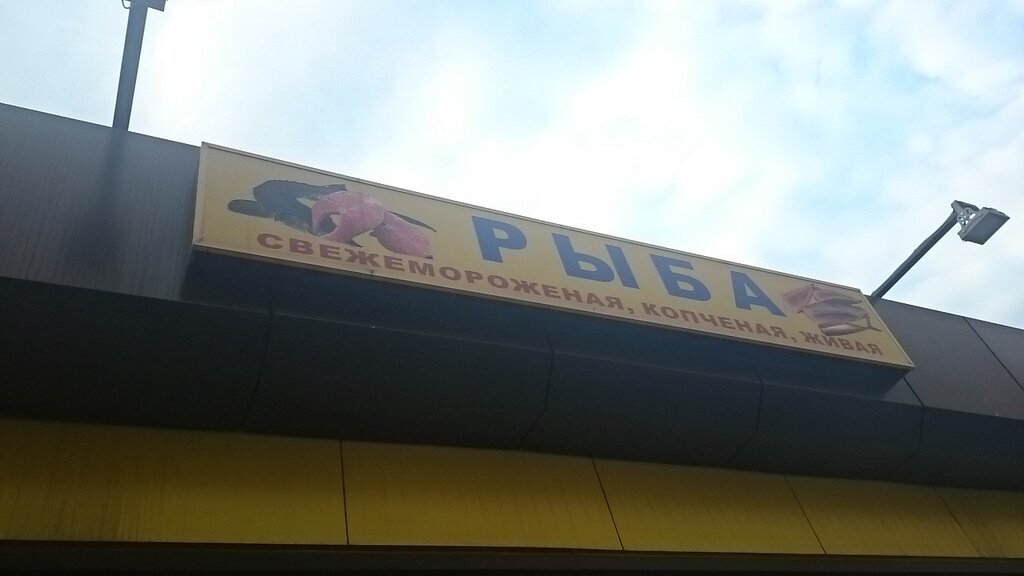 РЫБА
СВЕЖЕМОРОЖЕНАЯ, КОПЧЕНАЯ, ЖИВАЯ